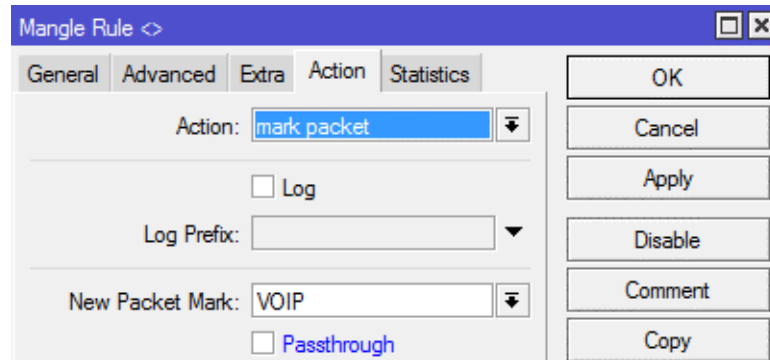 Mangle Rule <>
General Advanced Extra Action Statistics
OK
Action: mark packet
Cancel
Log
Apply
Log Prefix:
Disable
New Packet Mark: VOIP
Comment
Passthrough
Copy